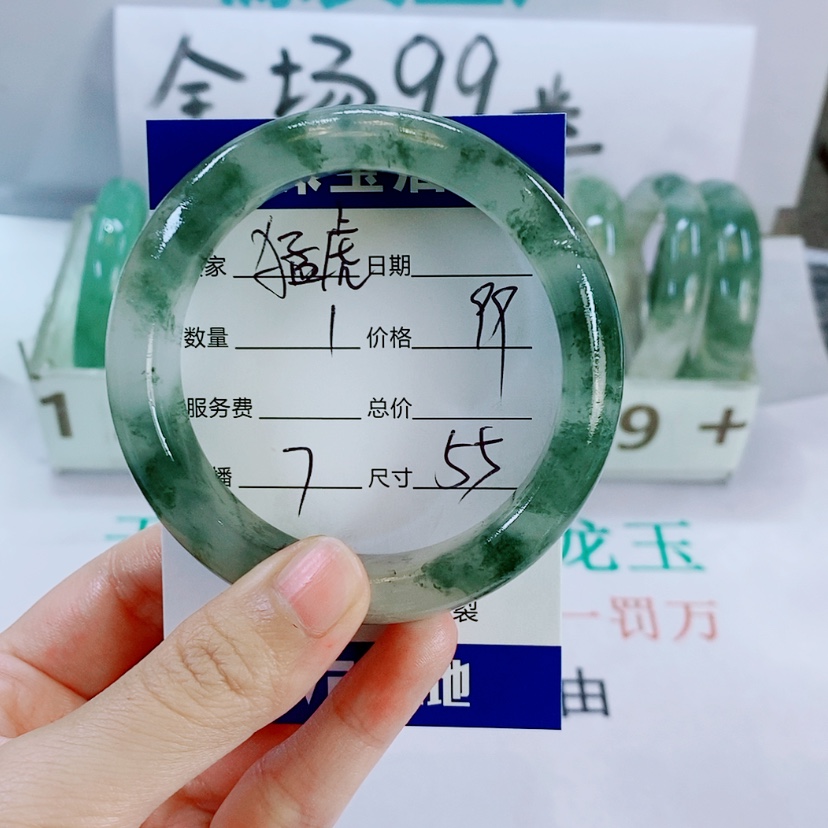 全场99
家 猛虎 日期
数量 1 价格 99
服务费 总价
播 7 尺寸 55
1
9+
龙玉
裂
一罚万
地
由